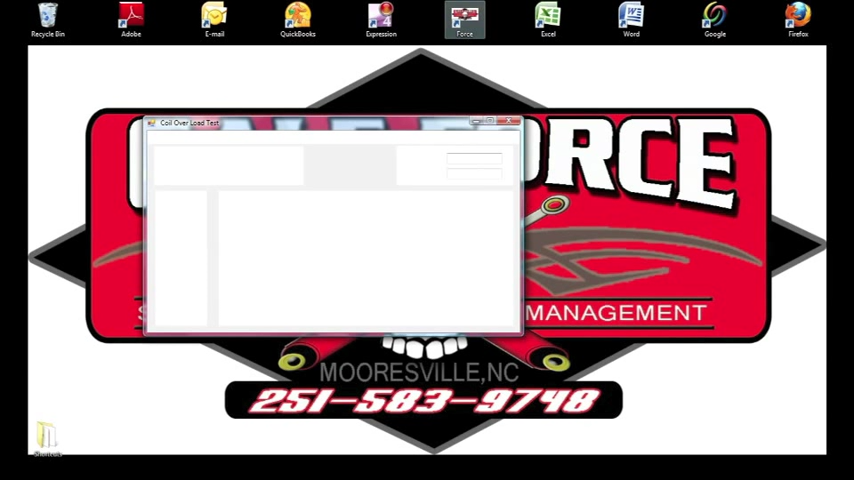 Recycle Bin
Adobe
E-mail
QuickBooks
Expression
Force
Excel
Word
Google
Firefox
Coil Over Load Test
ORCE
MANAGEMENT
MOORESVILLE,NC
251-583-9748
Shortcuts